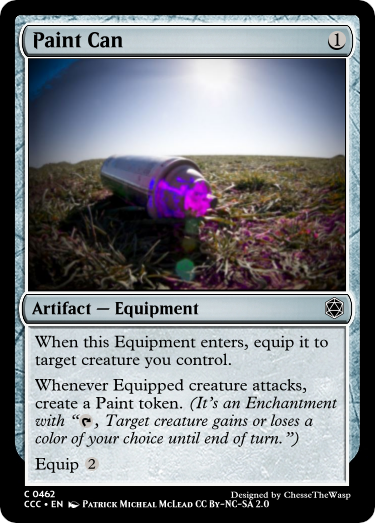 Paint Can 1
Artifact — Equipment
When this Equipment enters, equip it to
target creature you control.
Whenever Equipped creature attacks,
create a Paint token. (It's an Enchantment
with “, Target creature gains or loses a
color of your choice until end of turn.”)
Equip 2
C 0462
Designed by ChesseTheWasp
CCC • EN Patrick Micheal McLead CC By-NC-SA 2.0